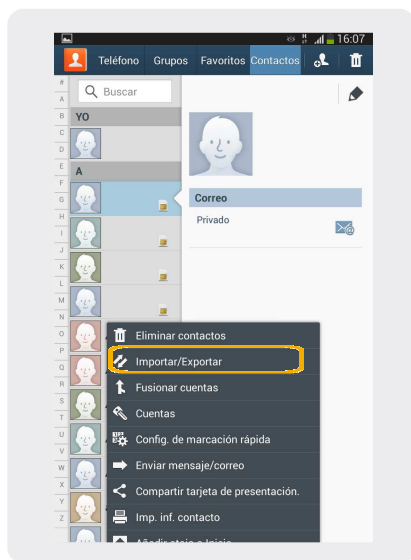 16:07
Teléfono Grupos Favoritos Contactos
Buscar
#
A
B
C
D
E
F
G
H
I
J
K
L
M
N
O
P
Q
R
S
T
U
V
W
X
Y
Z
YO
A
Correo
Privado
Eliminar contactos
Importar/Exportar
Fusionar cuentas
Cuentas
Config. de marcación rápida
Enviar mensaje/correo
Compartir tarjeta de presentación.
Imp. inf. contacto